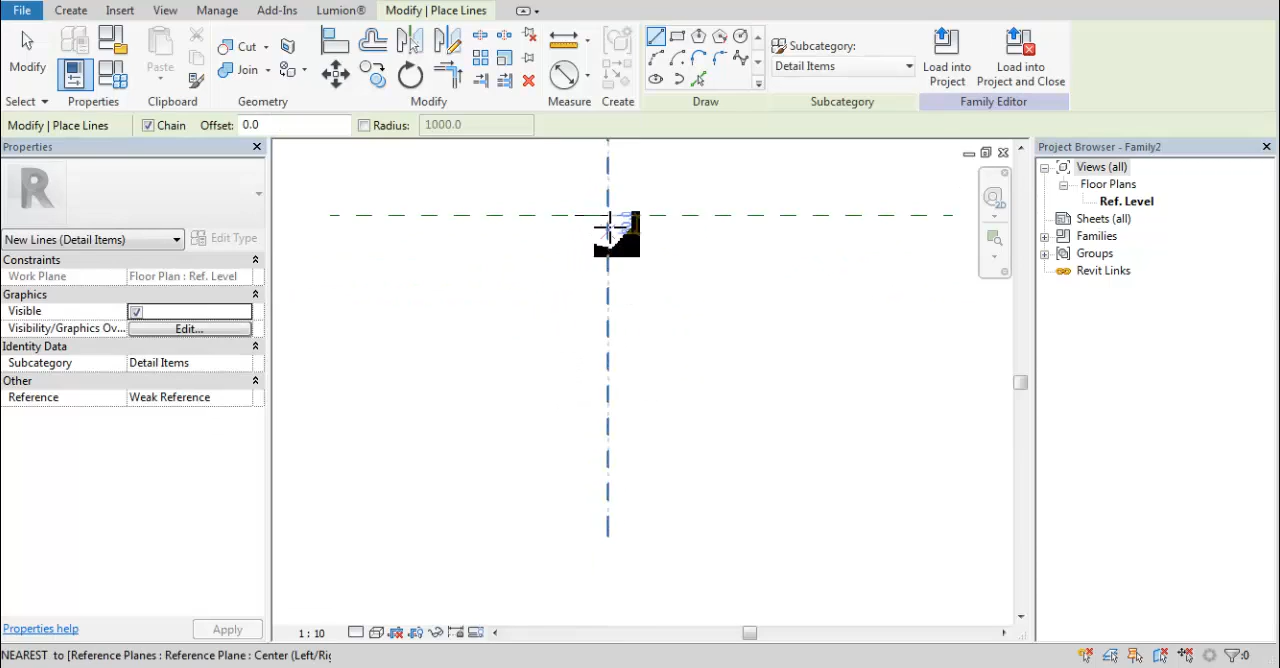 File Create Insert View Manage Add-Ins Lumion® Modify | Place Lines
Modify
Select
Properties
Paste
Clipboard
Cut
Join
Geometry
Modify
Measure
Create
Draw
Subcategory:
Detail Items
Subcategory
Load into
Project
Load into
Project and Close
Family Editor
Modify | Place Lines Chain Offset: 0.0 Radius: 1000.0
Properties
R
New Lines (Detail Items) Edit Type
Constraints
Work Plane Floor Plan : Ref. Level
Graphics
Visible
Visibility/Graphics Ov... Edit...
Identity Data
Subcategory Detail Items
Other
Reference Weak Reference
Properties help Apply
2D
Project Browser - Family2
Views (all)
Floor Plans
Ref. Level
Sheets (all)
Families
Groups
Revit Links
1 : 10
NEAREST to [Reference Planes : Reference Plane : Center (Left/Rig
:0